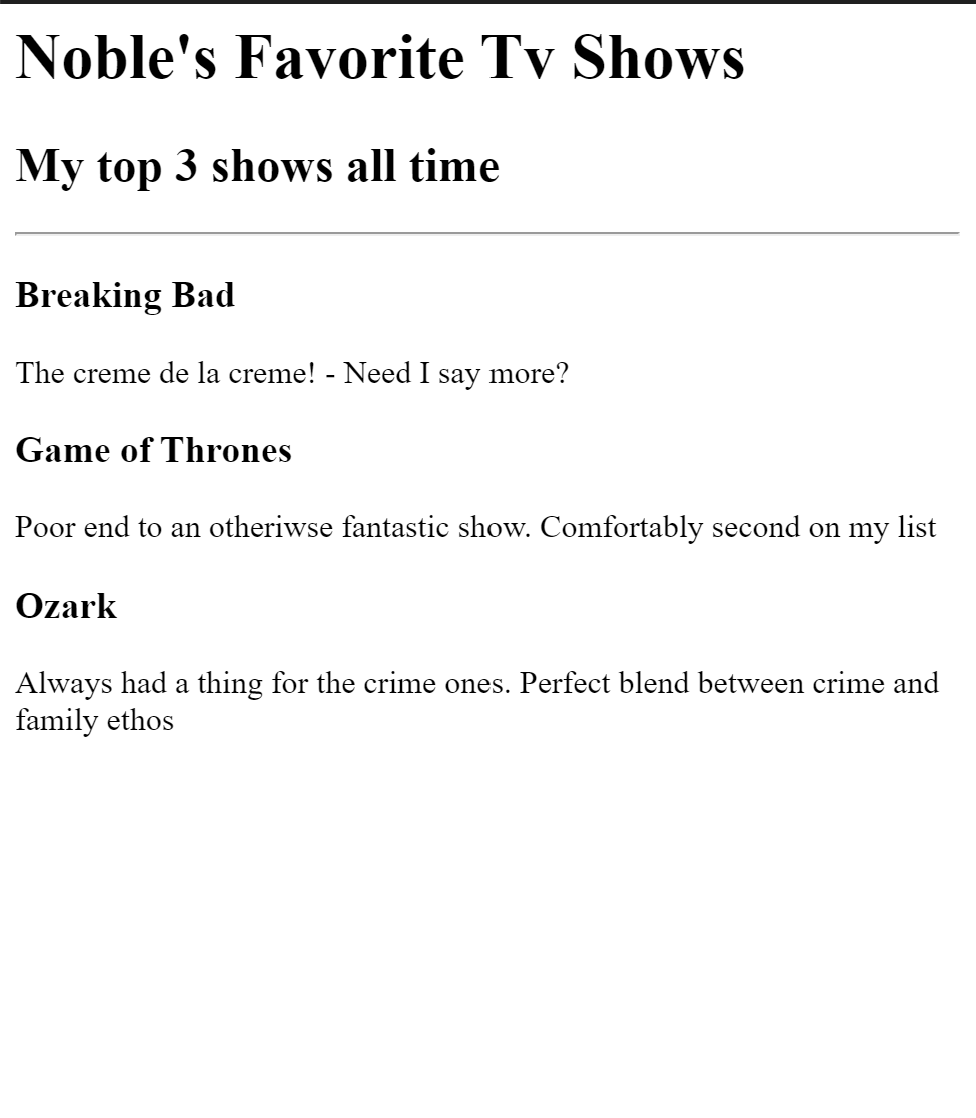 Noble's Favorite Tv Shows
My top 3 shows all time
Breaking Bad
The creme de la creme! - Need I say more?
Game of Thrones
Poor end to an otheriwse fantastic show. Comfortably second on my list
Ozark
Always had a thing for the crime ones. Perfect blend between crime and
family ethos